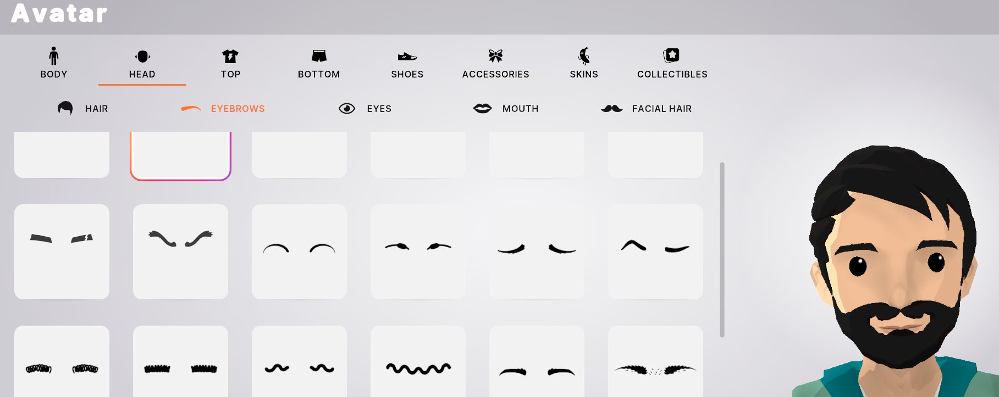 Avatar
BODY HEAD TOP BOTTOM SHOES ACCESSORIES SKINS COLLECTIBLES
HAIR EYEBROWS EYES MOUTH FACIAL HAIR